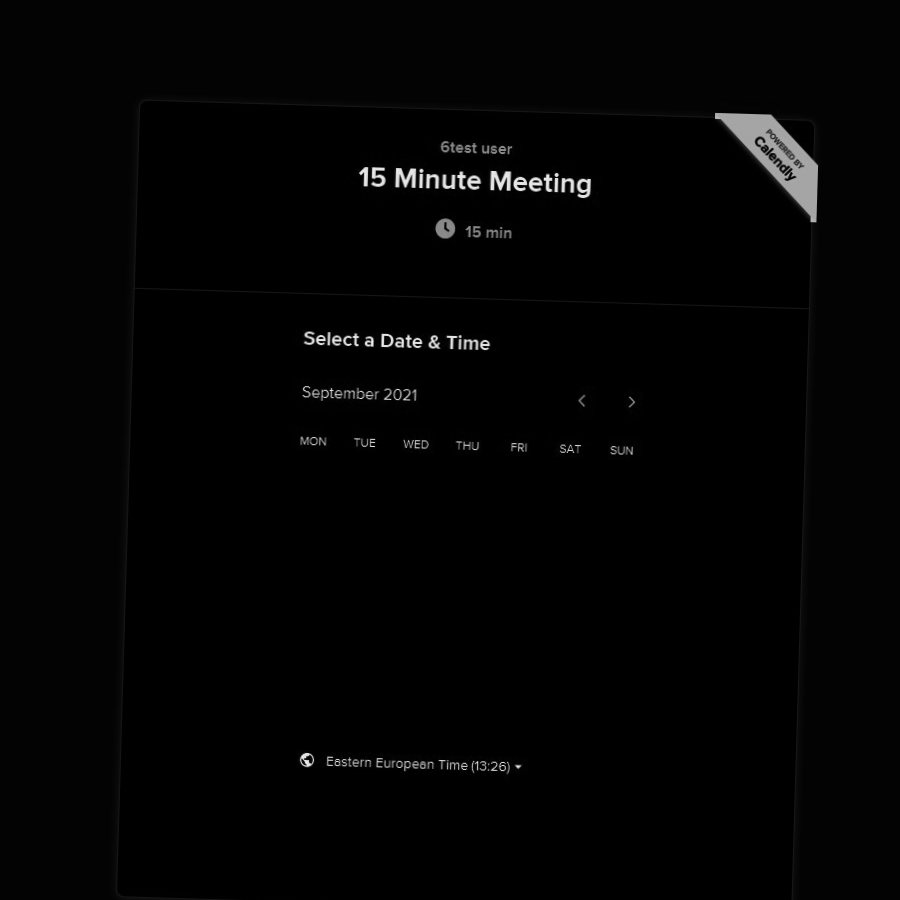 POWERED BY
Calendly
6test user
15 Minute Meeting
15 min
Select a Date & Time
September 2021
MON TUE WED THU FRI SAT SUN
Eastern European Time (13:26)